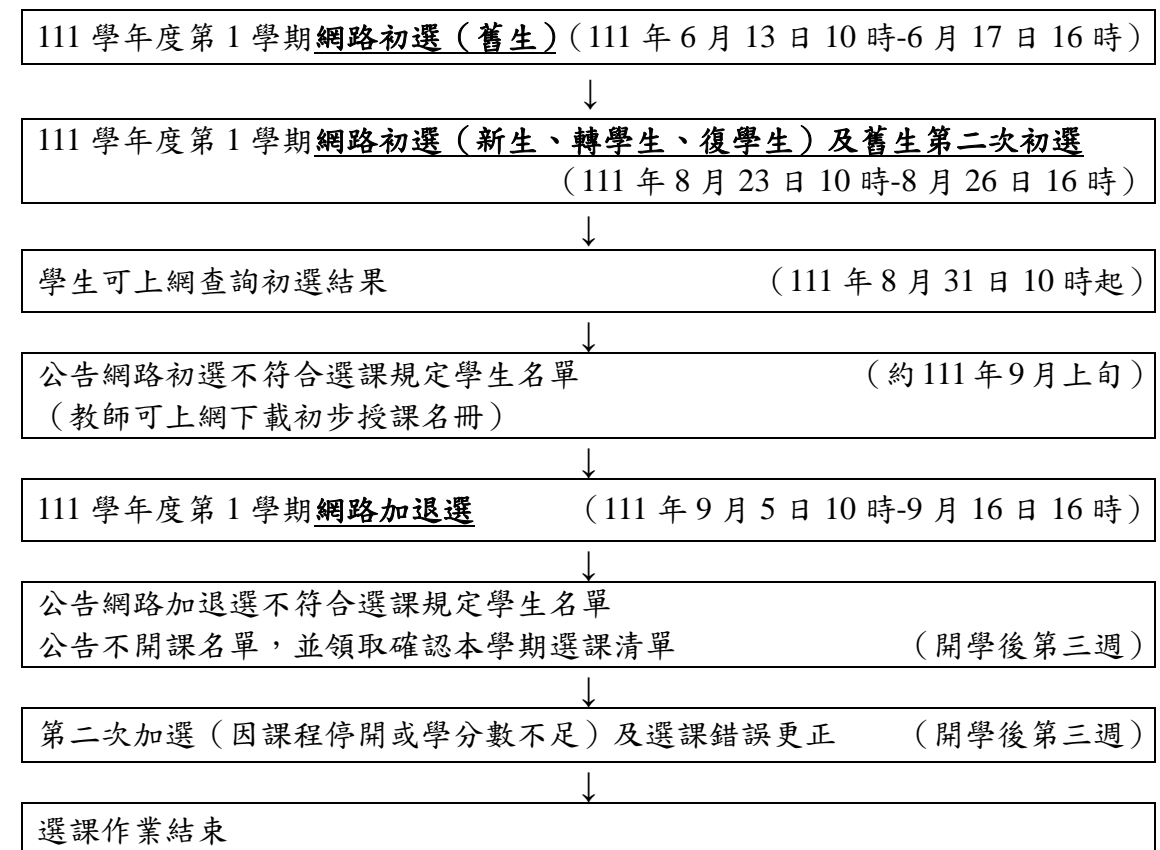 111 學年度第 1 學期網路初選（舊生）（111 年 6 月 13 日 10 時-6 月 17 日 16 時）
↓
111 學年度第 1 學期網路初選（新生、轉學生、復學生）及舊生第二次初選
（111 年 8 月 23 日 10 時-8 月 26 日 16 時）
↓
學生可上網查詢初選結果 （111 年 8 月 31 日 10 時起）
↓
公告網路初選不符合選課規定學生名單 （約 111 年 9 月上旬）
（教師可上網下載初步授課名冊）
↓
111 學年度第 1 學期網路加退選 （111 年 9 月 5 日 10 時-9 月 16 日 16 時）
↓
公告網路加退選不符合選課規定學生名單
公告不開課名單，並領取確認本學期選課清單 （開學後第三週）
↓
第二次加選（因課程停開或學分數不足）及選課錯誤更正 （開學後第三週）
↓
選課作業結束